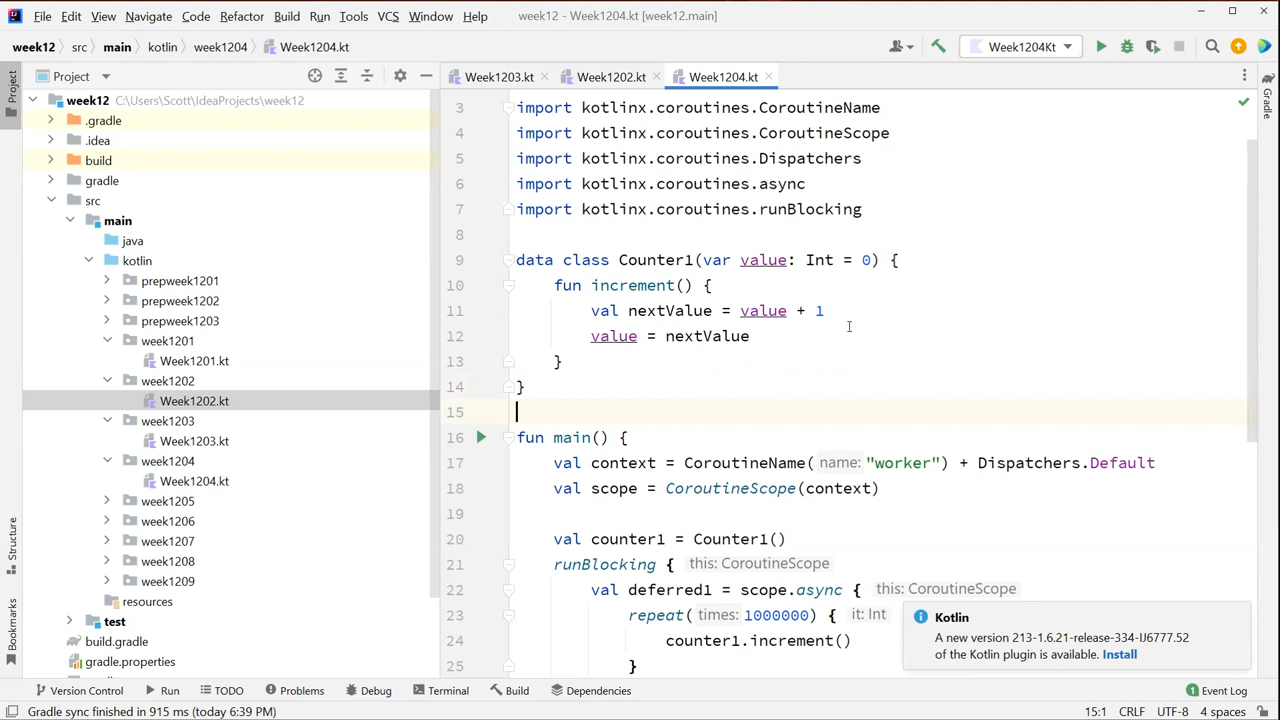 File Edit View Navigate Code Refactor Build Run Tools VCS Window Help week12 - Week1204.kt [week12.main]
week12 src main kotlin week1204 Week1204.kt Week1204Kt
Project
Week1203.kt Week1202.kt Week1204.kt
Project
Structure
Bookmarks
week12 C:\Users\Scott\IdeaProjects\week12
.gradle
.idea
build
gradle
src
main
java
kotlin
prepweek1201
prepweek1202
prepweek1203
week1201
Week1201.kt
week1202
Week1202.kt
week1203
Week1203.kt
week1204
Week1204.kt
week1205
week1206
week1207
week1208
week1209
resources
test
build.gradle
gradle.properties
3 import kotlinx.coroutines.CoroutineName
4 import kotlinx.coroutines.CoroutineScope
5 import kotlinx.coroutines.Dispatchers
6 import kotlinx.coroutines.async
7 import kotlinx.coroutines.runBlocking
8
9 data class Counter1(var value: Int = 0) {
10 fun increment() {
11 val nextValue = value + 1
12 value = nextValue
13 }
14 }
15
16 fun main() {
17 val context = CoroutineName( name: "worker") + Dispatchers.Default
18 val scope = CoroutineScope(context)
19
20 val counter1 = Counter1()
21 runBlocking { this: CoroutineScope
22 val deferred1 = scope.async { this: CoroutineScope
23 repeat( times: 1000000) { it: Int
24 counter1.increment()
25 }
Gradle
Kotlin
A new version 213-1.6.21-release-334-IJ6777.52
of the Kotlin plugin is available. Install
Version Control Run TODO Problems Debug Terminal Build Dependencies 1 Event Log
Gradle sync finished in 915 ms (today 6:39 PM) 15:1 CRLF UTF-8 4 spaces